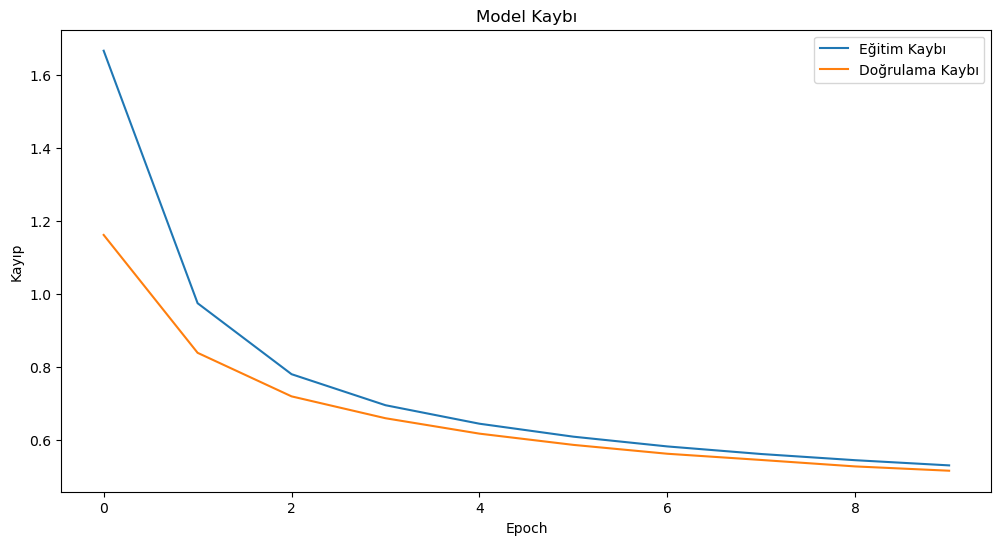 Model Kaybı
Eğitim Kaybı
Doğrulama Kaybı
1.6
1.4
1.2
1.0
0.8
0.6
Kayıp
0 2 4 6 8
Epoch